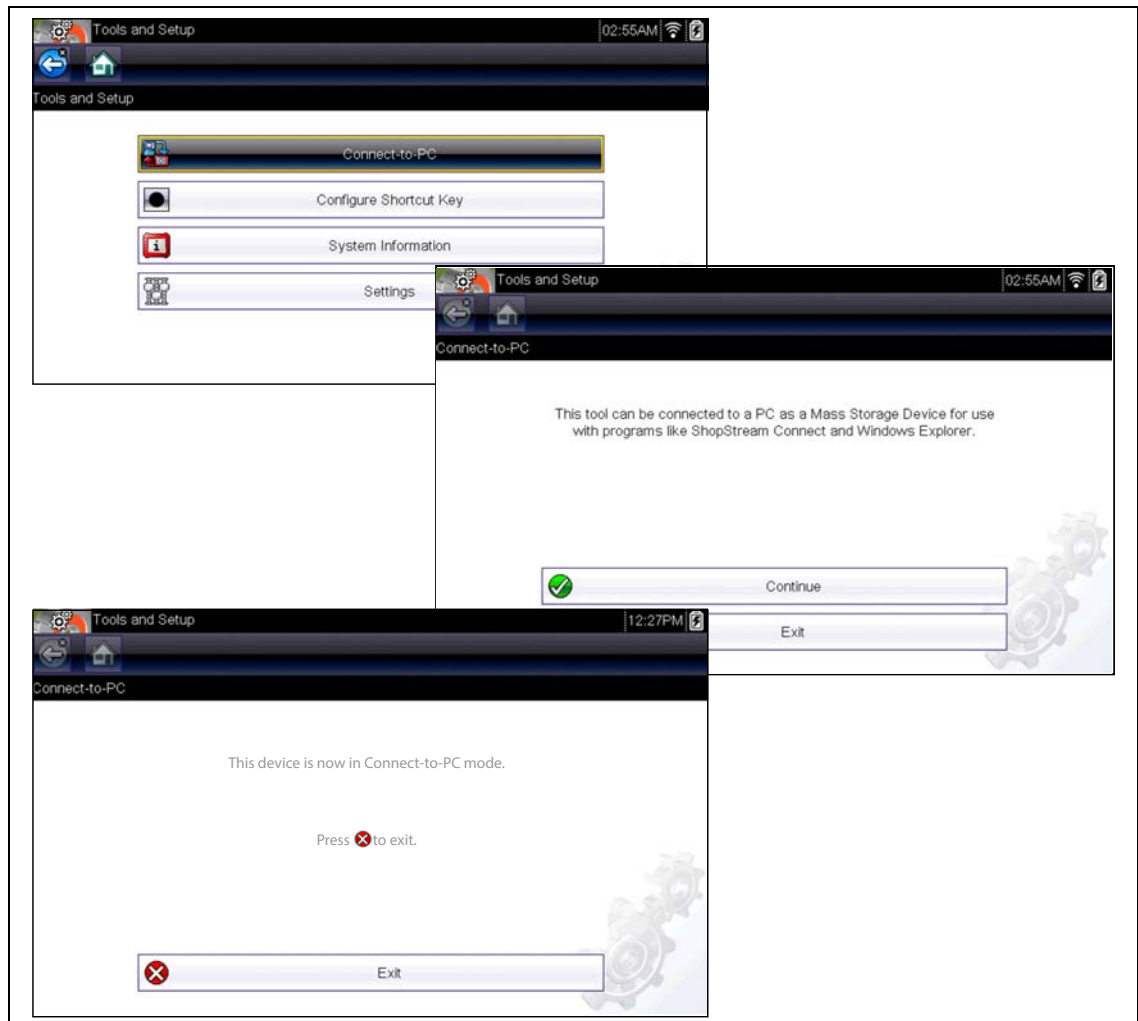 Tools and Setup
02:55AM
Tools and Setup
Connect-to-PC
Configure Shortcut Key
System Information
Settings
Tools and Setup
02:55AM
Connect-to-PC
This tool can be connected to a PC as a Mass Storage Device for use
with programs like ShopStream Connect and Windows Explorer.
Continue
Exit
Tools and Setup
12:27PM
Connect-to-PC
This device is now in Connect-to-PC mode.
Press to exit.
Exit